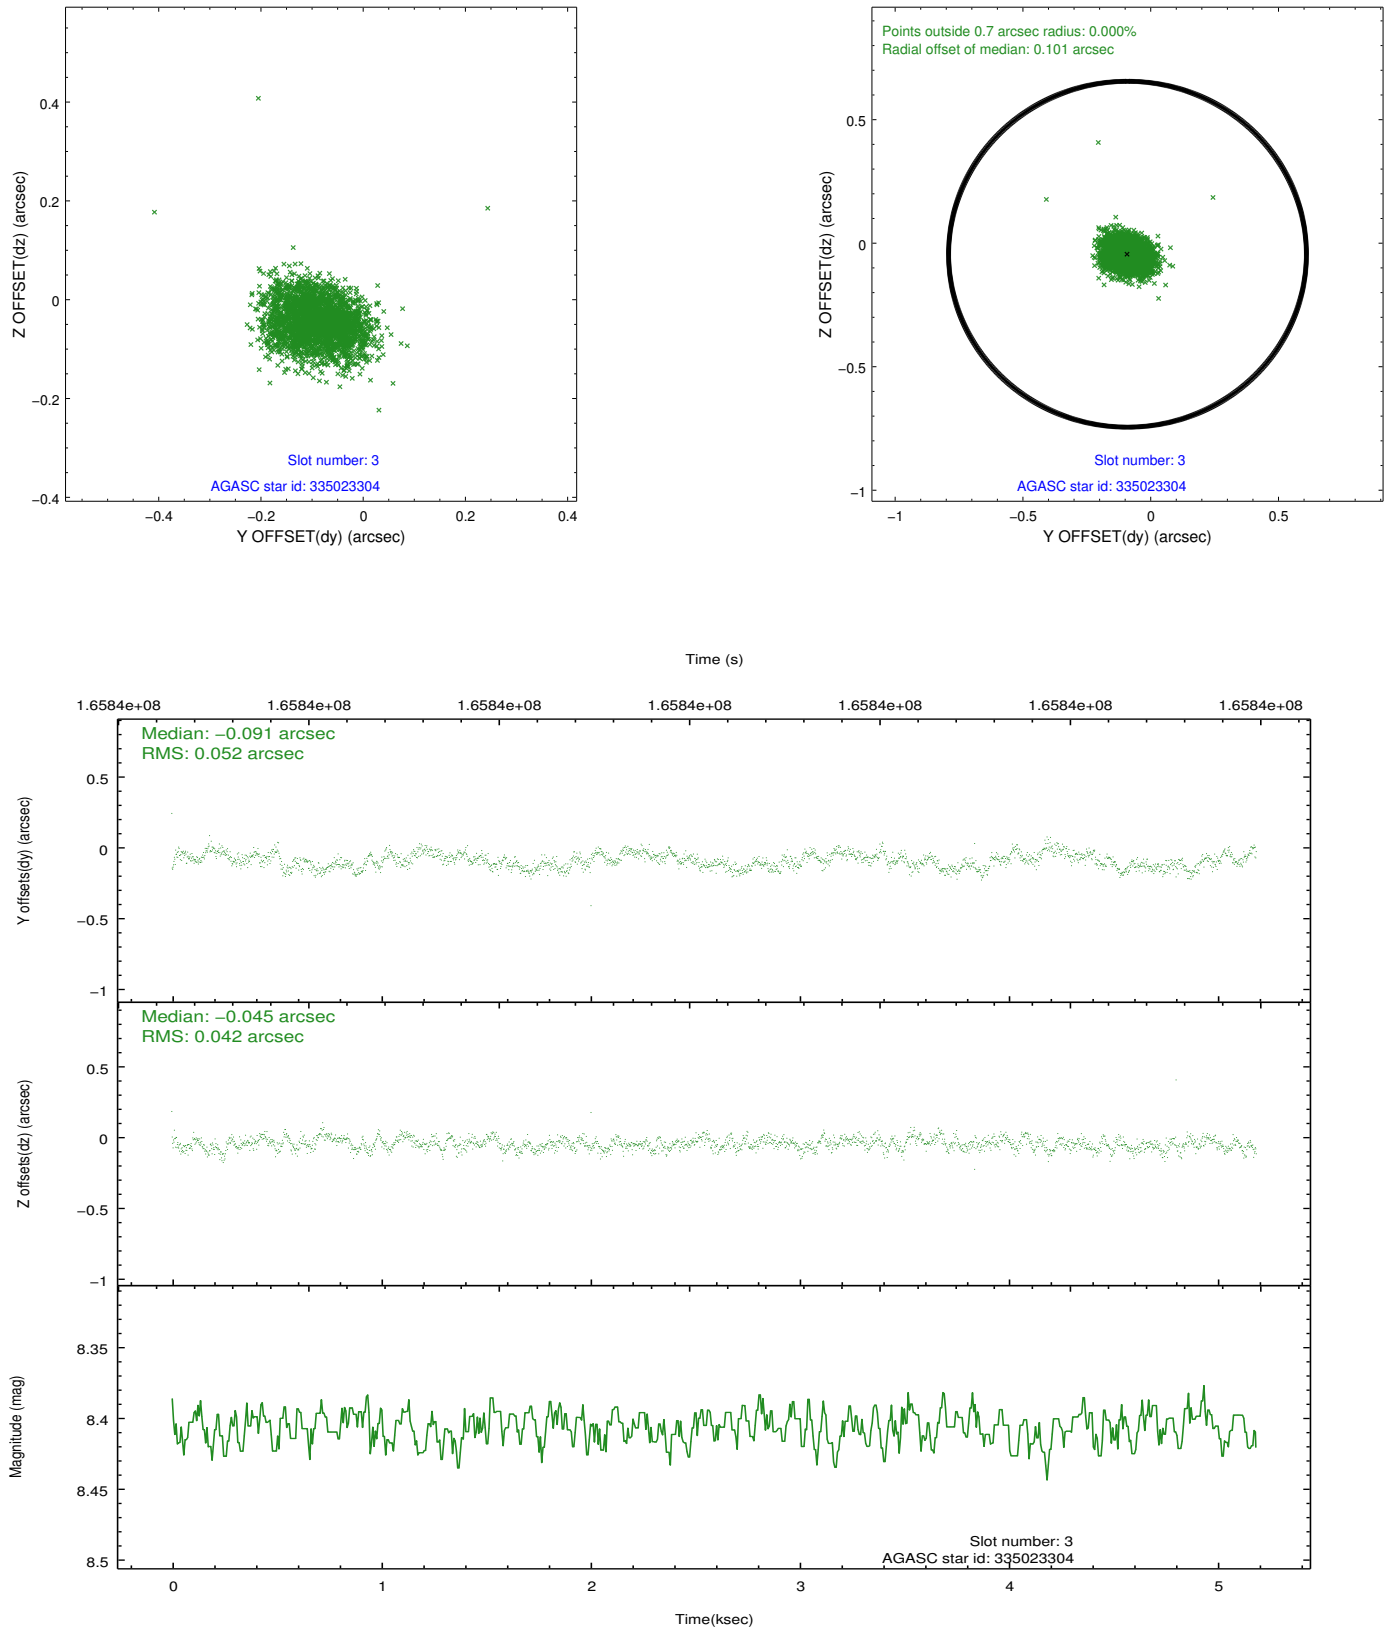 Points outside 0.7 arcsec radius: 0.000%
Radial offset of median: 0.101 arcsec
0.4
0.2
0
−0.2
−0.4
Z OFFSET(dz) (arcsec)
Slot number: 3
AGASC star id: 335023304
−0.4 −0.2 0 0.2 0.4
Y OFFSET(dy) (arcsec)
0.5
0
−0.5
−1
Z OFFSET(dz) (arcsec)
Slot number: 3
AGASC star id: 335023304
−1 −0.5 0 0.5
Y OFFSET(dy) (arcsec)
Time (s)
1.6584e+08 1.6584e+08 1.6584e+08 1.6584e+08 1.6584e+08 1.6584e+08 1.6584e+08
Median: −0.091 arcsec
RMS: 0.052 arcsec
0.5
0
−0.5
−1
Y offsets(dy) (arcsec)
Median: −0.045 arcsec
RMS: 0.042 arcsec
0.5
0
−0.5
−1
Z offsets(dz) (arcsec)
8.35
8.4
8.45
8.5
Magnitude (mag)
Slot number: 3
AGASC star id: 335023304
0 1 2 3 4 5
Time(ksec)